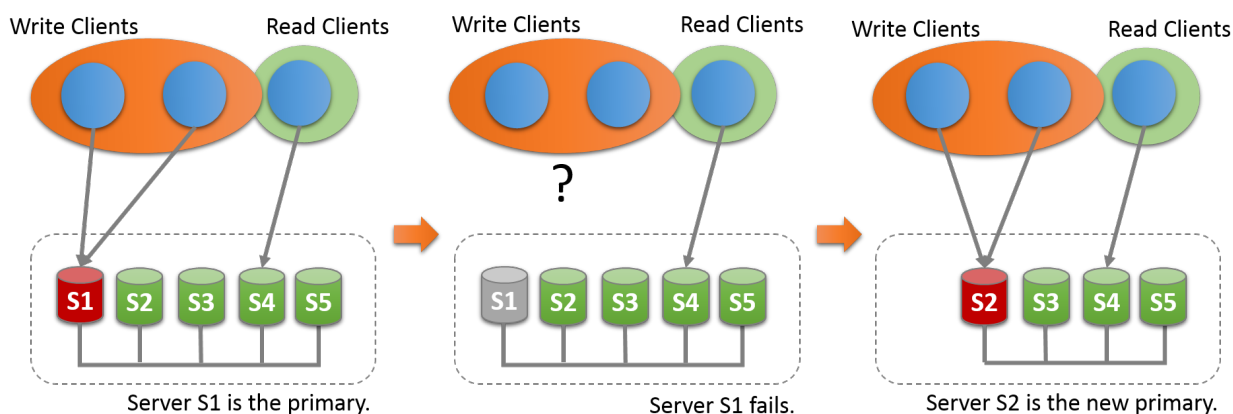 Write Clients
Read Clients
S1 S2 S3 S4 S5
Server S1 is the primary.
Write Clients
Read Clients
?
S1 S2 S3 S4 S5
Server S1 fails.
Write Clients
Read Clients
S2 S3 S4 S5
Server S2 is the new primary.